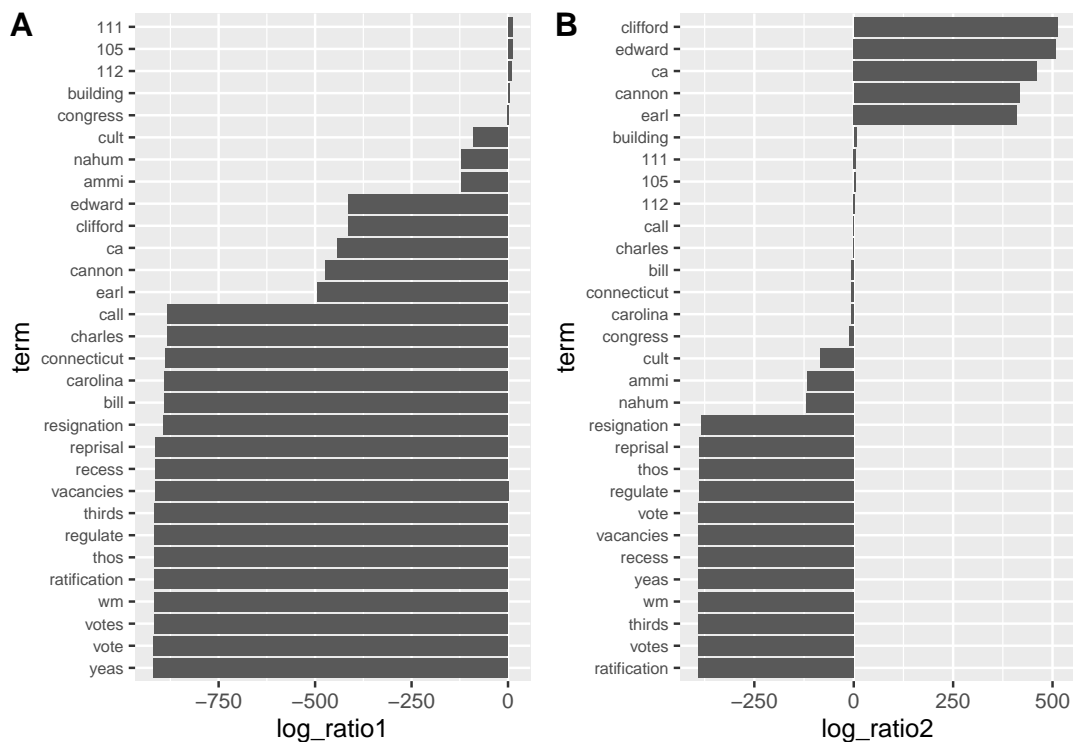 A
111
105
112
building
congress
cult
nahum
ammi
edward
clifford
ca
cannon
earl
call
charles
connecticut
carolina
bill
resignation
reprisal
recess
vacancies
thirds
regulate
thos
ratification
wm
votes
vote
yeas
term
−750
−500
−250
0
log_ratio1
B
clifford
edward
ca
cannon
earl
building
111
105
112
call
charles
bill
connecticut
carolina
congress
cult
ammi
nahum
resignation
reprisal
thos
regulate
vote
vacancies
recess
yeas
wm
thirds
votes
ratification
term
−250
0
250
500
log_ratio2